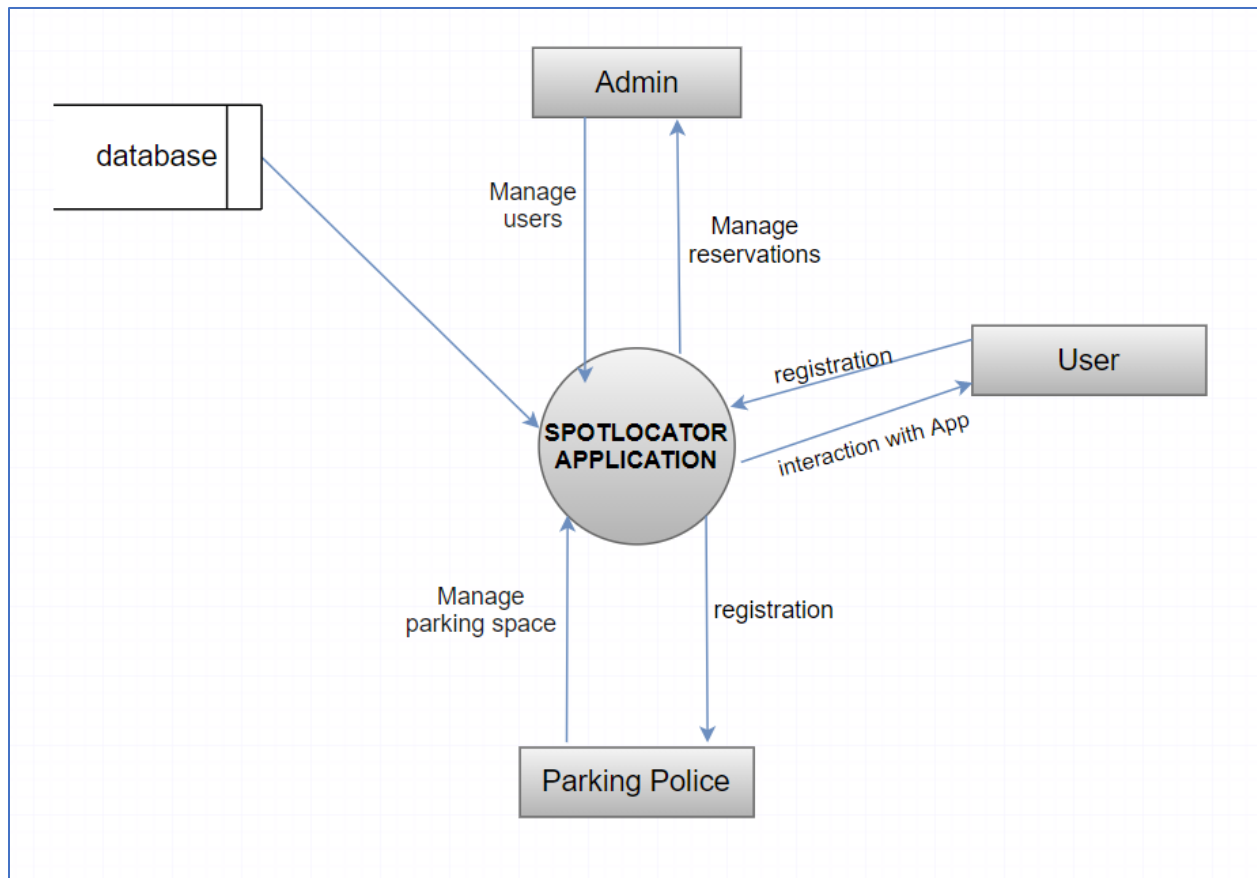 Admin
database
Manage
users
Manage
reservations
registration
User
SPOTLOCATOR
APPLICATION
interaction with App
Manage
parking space
registration
Parking Police